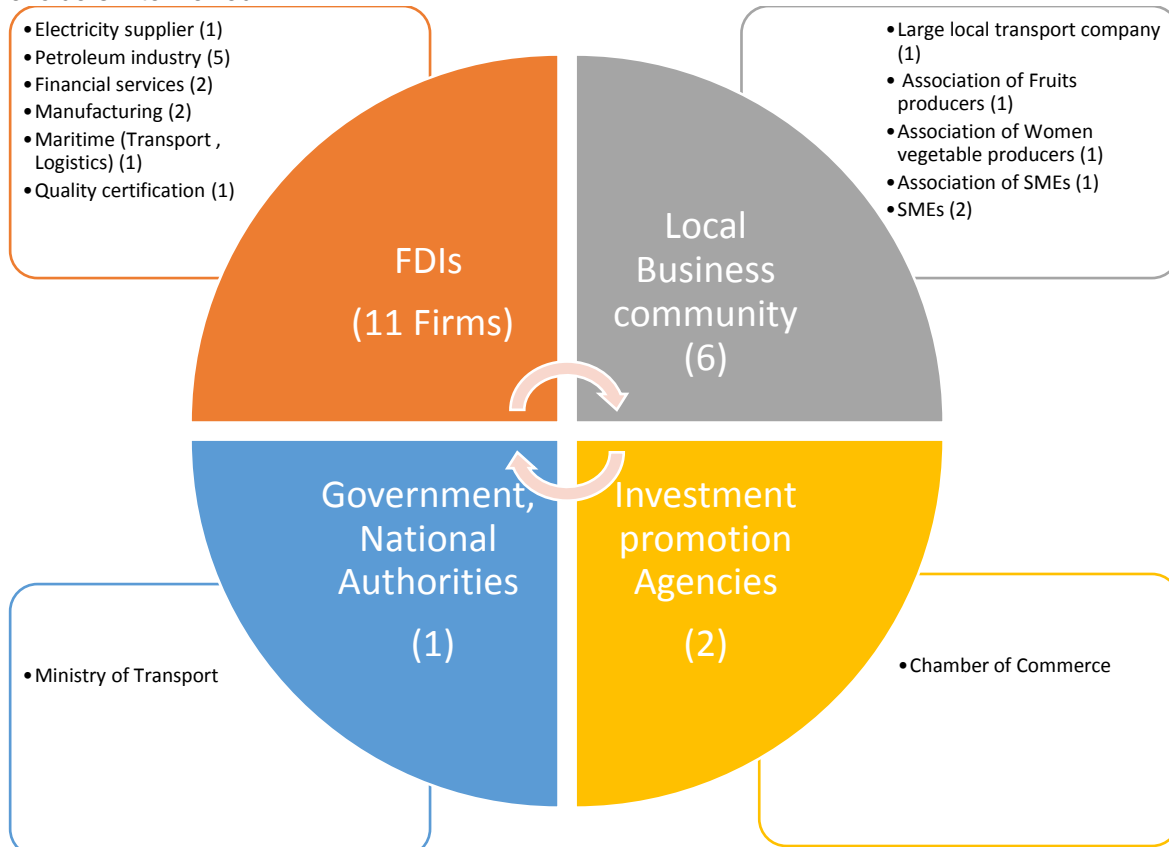 •Electricity supplier (1)
•Petroleum industry (5)
•Financial services (2)
•Manufacturing (2)
•Maritime (Transport ,
Logistics) (1)
•Quality certification (1)
•Large local transport company
(1)
• Association of Fruits
producers (1)
•Association of Women
vegetable producers (1)
•Association of SMEs (1)
•SMEs (2)
FDIs
(11 Firms)
Local
Business
community
(6)
Government,
National
Authorities
(1)
Investment
promotion
Agencies
(2)
•Ministry of Transport
•Chamber of Commerce